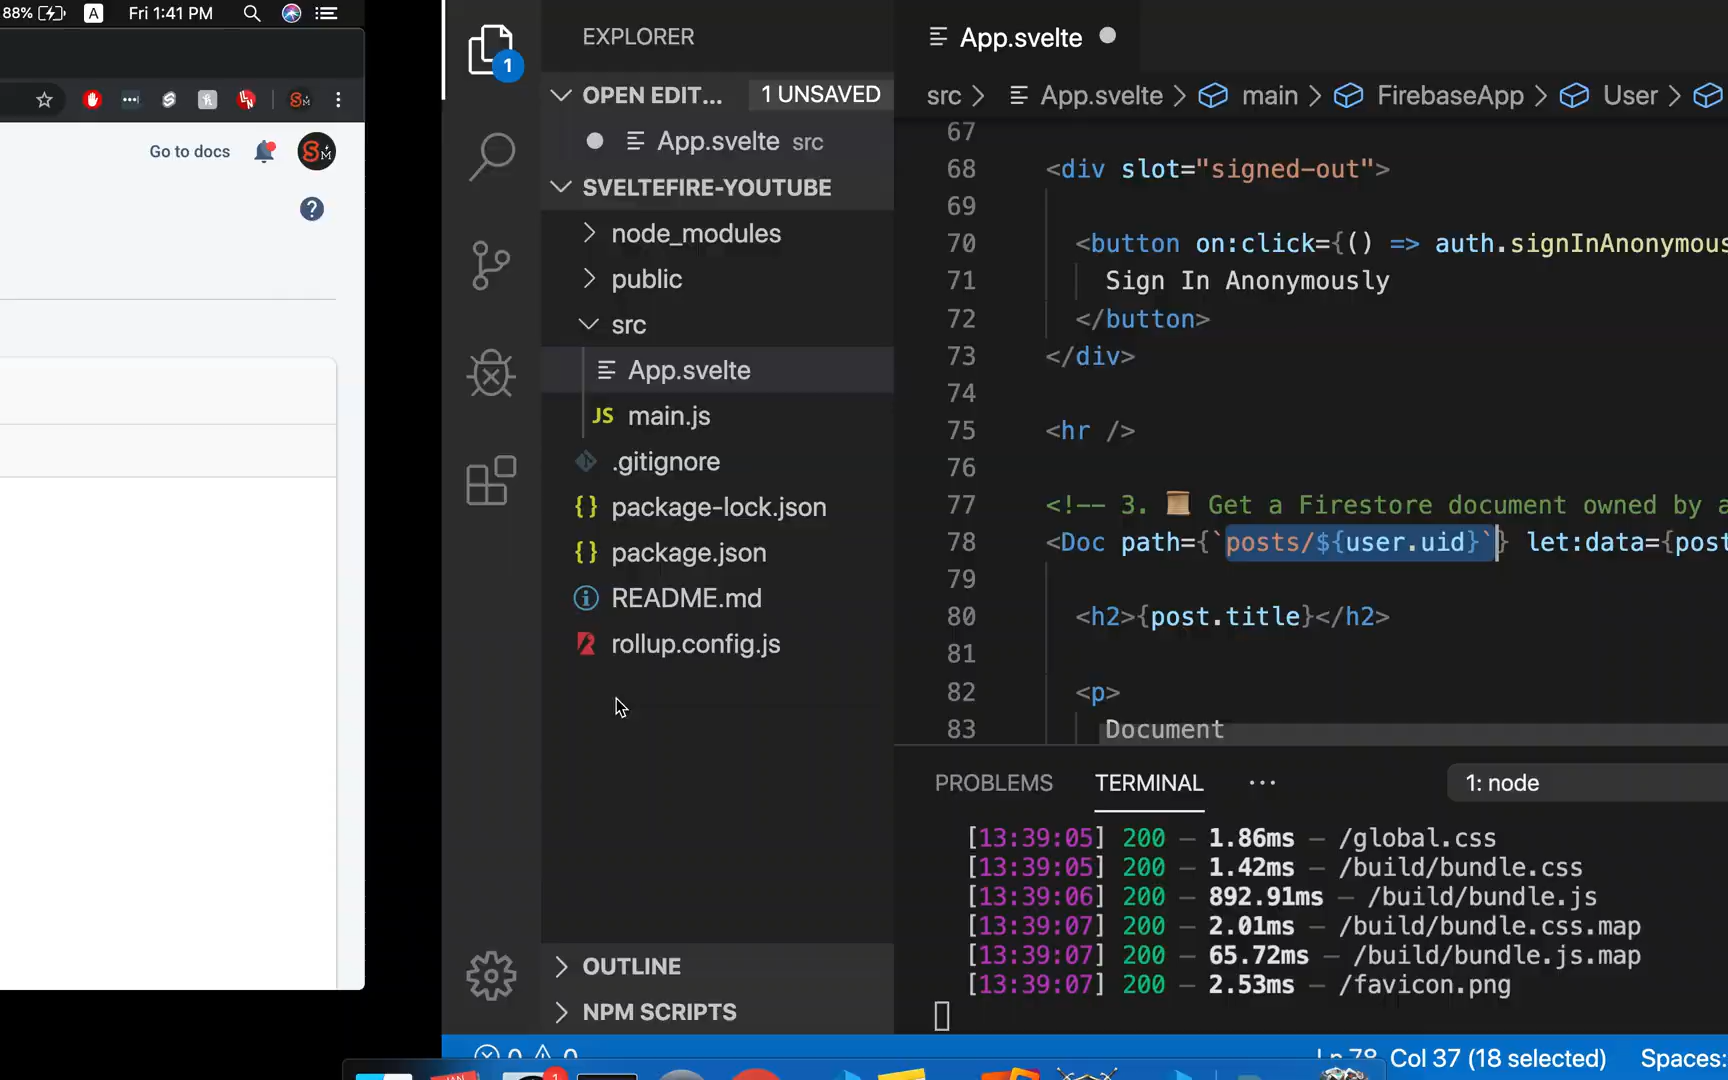 88%
A
Fri 1:41 PM
Go to docs
?
EXPLORER
1
OPEN EDIT...
1 UNSAVED
App.svelte src
SVELTEFIRE-YOUTUBE
node_modules
public
src
App.svelte
JS main.js
.gitignore
{} package-lock.json
{} package.json
README.md
rollup.config.js
OUTLINE
NPM SCRIPTS
App.svelte
src > App.svelte > main > FirebaseApp > User >
67
68 <div slot="signed-out">
69
70 <button on:click={() => auth.signInAnonymous
71 Sign In Anonymously
72 </button>
73 </div>
74
75 <hr />
76
77 <!-- 3. 📜 Get a Firestore document owned by a
78 <Doc path={`posts/${user.uid}`} let:data={post
79
80 <h2>{post.title}</h2>
81
82 <p>
83 Document
PROBLEMS TERMINAL ... 1: node
[13:39:05] 200 — 1.86ms — /global.css
[13:39:05] 200 — 1.42ms — /build/bundle.css
[13:39:06] 200 — 892.91ms — /build/bundle.js
[13:39:07] 200 — 2.01ms — /build/bundle.css.map
[13:39:07] 200 — 65.72ms — /build/bundle.js.map
[13:39:07] 200 — 2.53ms — /favicon.png
0 0
Ln 78, Col 37 (18 selected) Spaces: